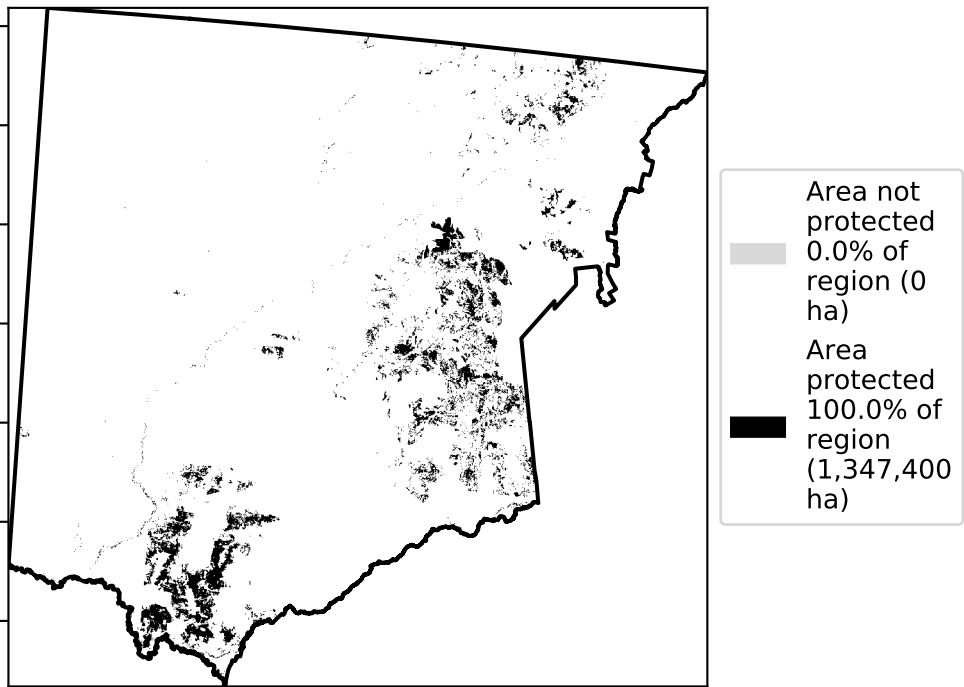 Area not
protected
0.0% of
region (0
ha)
Area
protected
100.0% of
region
(1,347,400
ha)